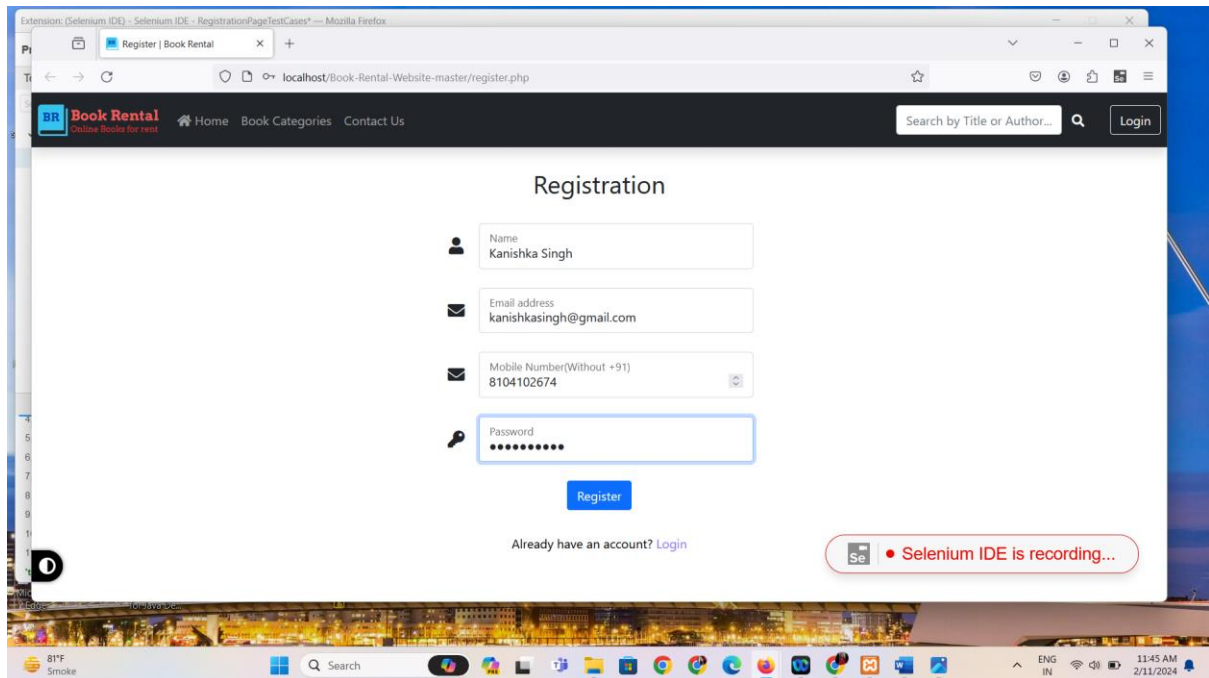 Extension: (Selenium IDE) - Selenium IDE - RegistrationPageTestCases* — Mozilla Firefox
Register | Book Rental
localhost/Book-Rental-Website-master/register.php
BR Book Rental
Online Books for rent
Home Book Categories Contact Us
Search by Title or Author...
Login
Registration
Name
Kanishka Singh
Email address
kanishkasingh@gmail.com
Mobile Number(Without +91)
8104102674
Password
Register
Already have an account? Login
Se Selenium IDE is recording...
81°F
Smoke
Search
ENG
IN
11:45 AM
2/11/2024